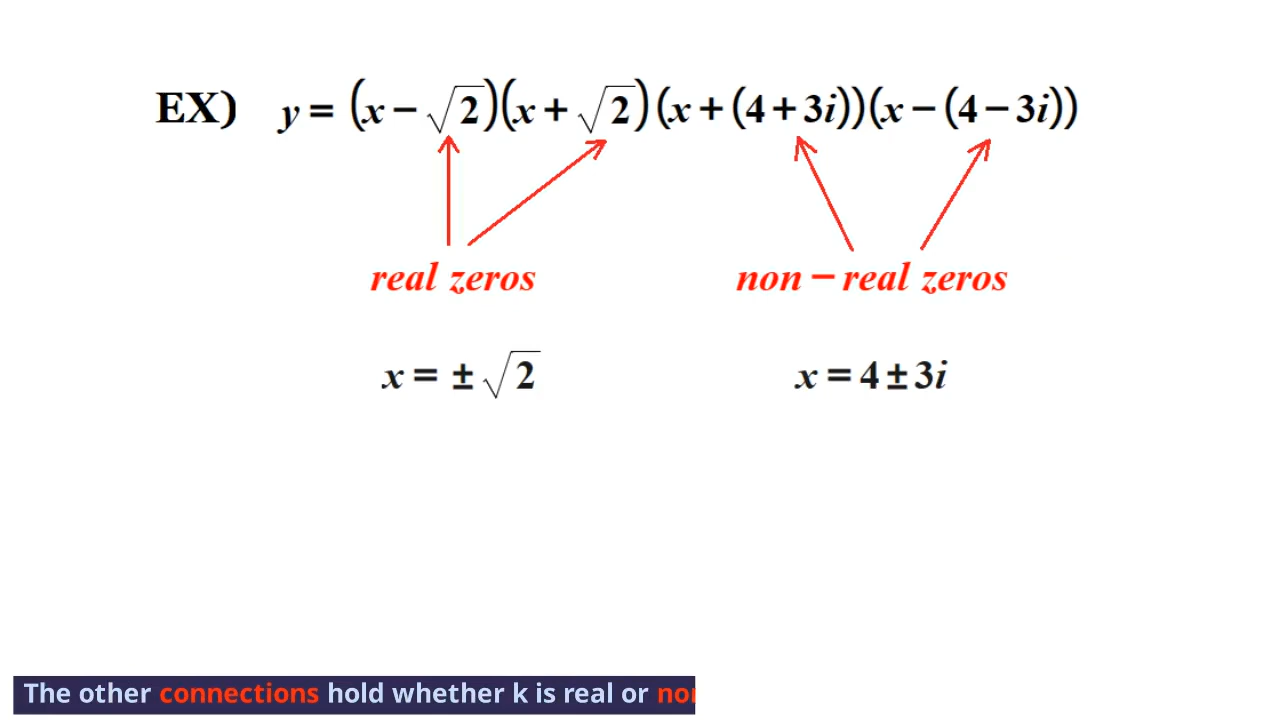 EX) y = (x − √2)(x + √2)(x + (4 + 3i))(x − (4 − 3i))
real zeros non − real zeros
x = ± √2 x = 4 ± 3i
The other connections hold whether k is real or